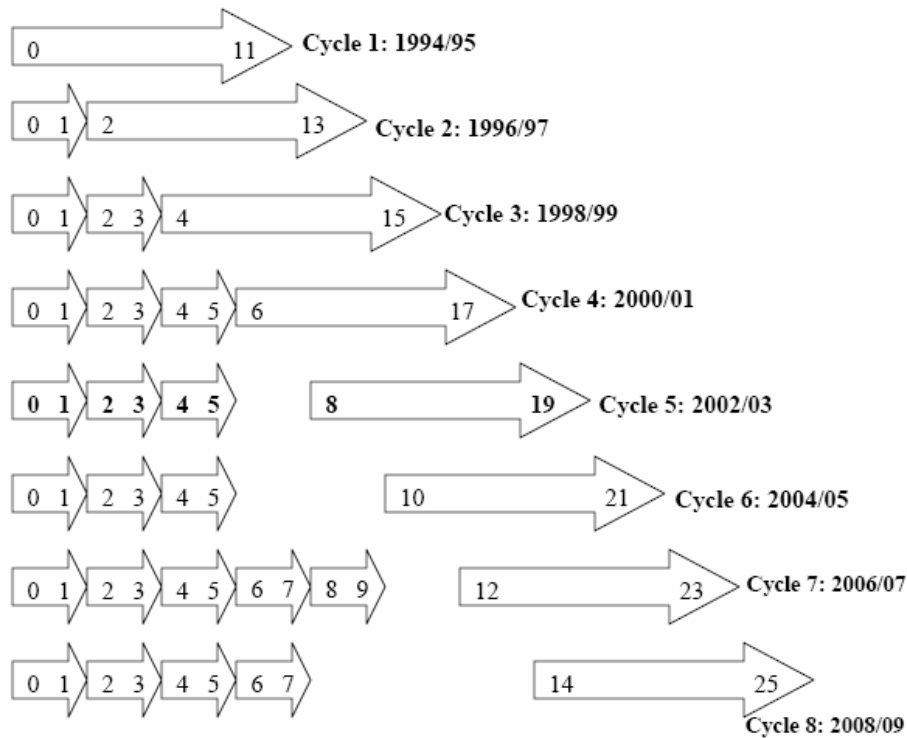 0 11 Cycle 1: 1994/95
0 1 2 13 Cycle 2: 1996/97
0 1 2 3 4 15 Cycle 3: 1998/99
0 1 2 3 4 5 6 17 Cycle 4: 2000/01
0 1 2 3 4 5 8 19 Cycle 5: 2002/03
0 1 2 3 4 5 10 21 Cycle 6: 2004/05
0 1 2 3 4 5 6 7 8 9 12 23 Cycle 7: 2006/07
0 1 2 3 4 5 6 7 14 25
Cycle 8: 2008/09